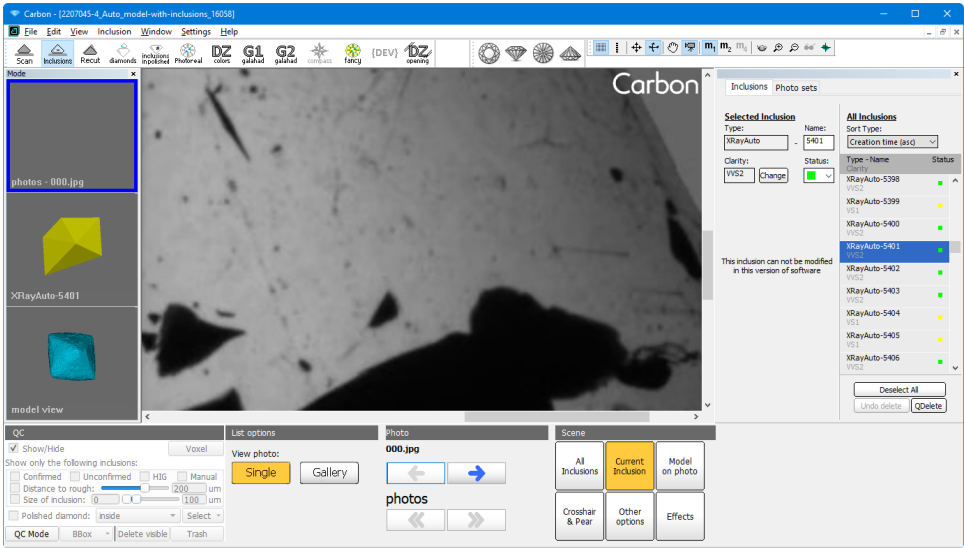 Carbon - [2207045-4_Auto_model-with-inclusions_16058]
File Edit View Inclusion Window Settings Help
Scan Inclusions Recut diamonds inclusions in polished Photoreal DZ colors G1 galahad G2 galahad compass fancy (DEV) DZ opening
m1 m2 m5
Mode
photos - 000.jpg
XRayAuto-5401
model view
Carbon
Inclusions Photo sets
Selected Inclusion
Type: Name:
XRayAuto - 5401
Clarity: Status:
VVS2 Change
This inclusion can not be modified
in this version of software
All Inclusions
Sort Type:
Creation time (asc)
Type - Name Status
Clarity
XRayAuto-5398
VVS2
XRayAuto-5399
VS1
XRayAuto-5400
VVS2
XRayAuto-5401
VVS2
XRayAuto-5402
VVS2
XRayAuto-5403
VVS2
XRayAuto-5404
VS1
XRayAuto-5405
VS1
XRayAuto-5406
VVS2
Deselect All
Undo delete QDelete
QC
Show/Hide Voxel
Show only the following inclusions:
Confirmed Unconfirmed HIG Manual
Distance to rough: 200 um
Size of inclusion: 0 100 um
Polished diamond: inside Select
QC Mode BBox Delete visible Trash
List options
View photo:
Single Gallery
Photo
000.jpg
photos
Scene
All Inclusions
Current Inclusion
Model on photo
Crosshair & Pear
Other options
Effects